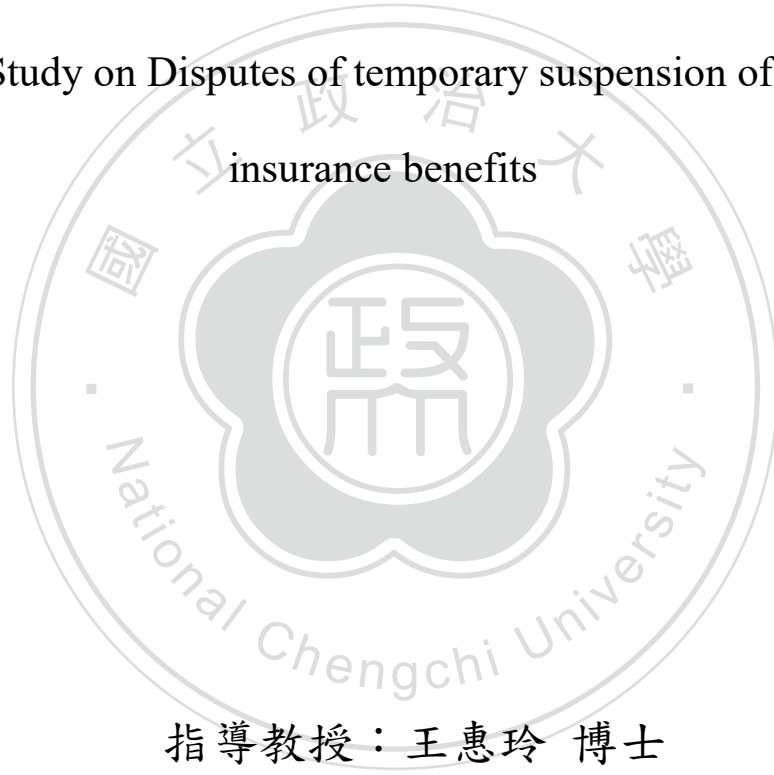 Study on Disputes of temporary suspension of
insurance benefits
國立政治大學
政
National Chengchi University
指導教授：王惠玲 博士